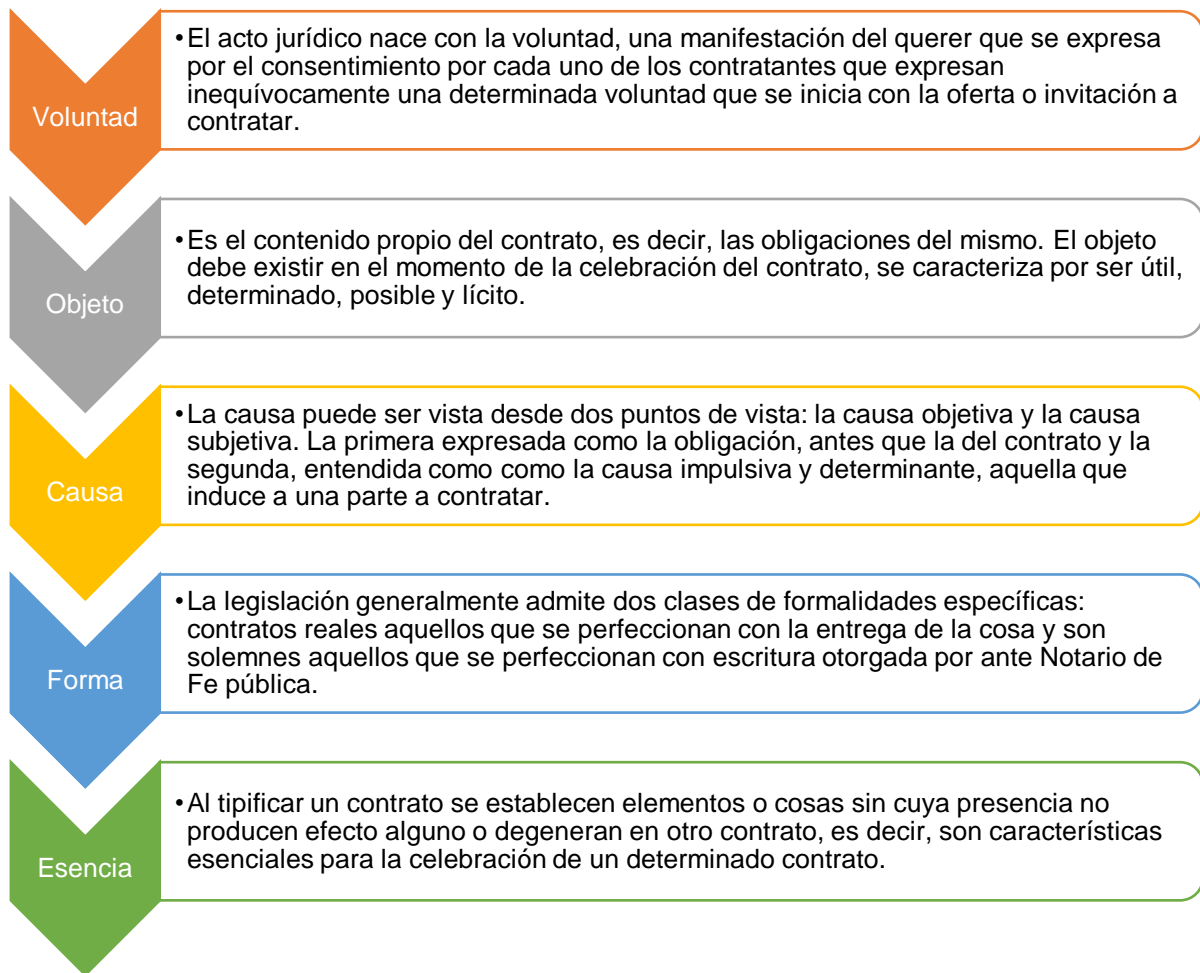 Voluntad
•El acto jurídico nace con la voluntad, una manifestación del querer que se expresa
por el consentimiento por cada uno de los contratantes que expresan
inequívocamente una determinada voluntad que se inicia con la oferta o invitación a
contratar.
Objeto
•Es el contenido propio del contrato, es decir, las obligaciones del mismo. El objeto
debe existir en el momento de la celebración del contrato, se caracteriza por ser útil,
determinado, posible y lícito.
Causa
•La causa puede ser vista desde dos puntos de vista: la causa objetiva y la causa
subjetiva. La primera expresada como la obligación, antes que la del contrato y la
segunda, entendida como como la causa impulsiva y determinante, aquella que
induce a una parte a contratar.
Forma
•La legislación generalmente admite dos clases de formalidades específicas:
contratos reales aquellos que se perfeccionan con la entrega de la cosa y son
solemnes aquellos que se perfeccionan con escritura otorgada por ante Notario de
Fe pública.
Esencia
•Al tipificar un contrato se establecen elementos o cosas sin cuya presencia no
producen efecto alguno o degeneran en otro contrato, es decir, son características
esenciales para la celebración de un determinado contrato.